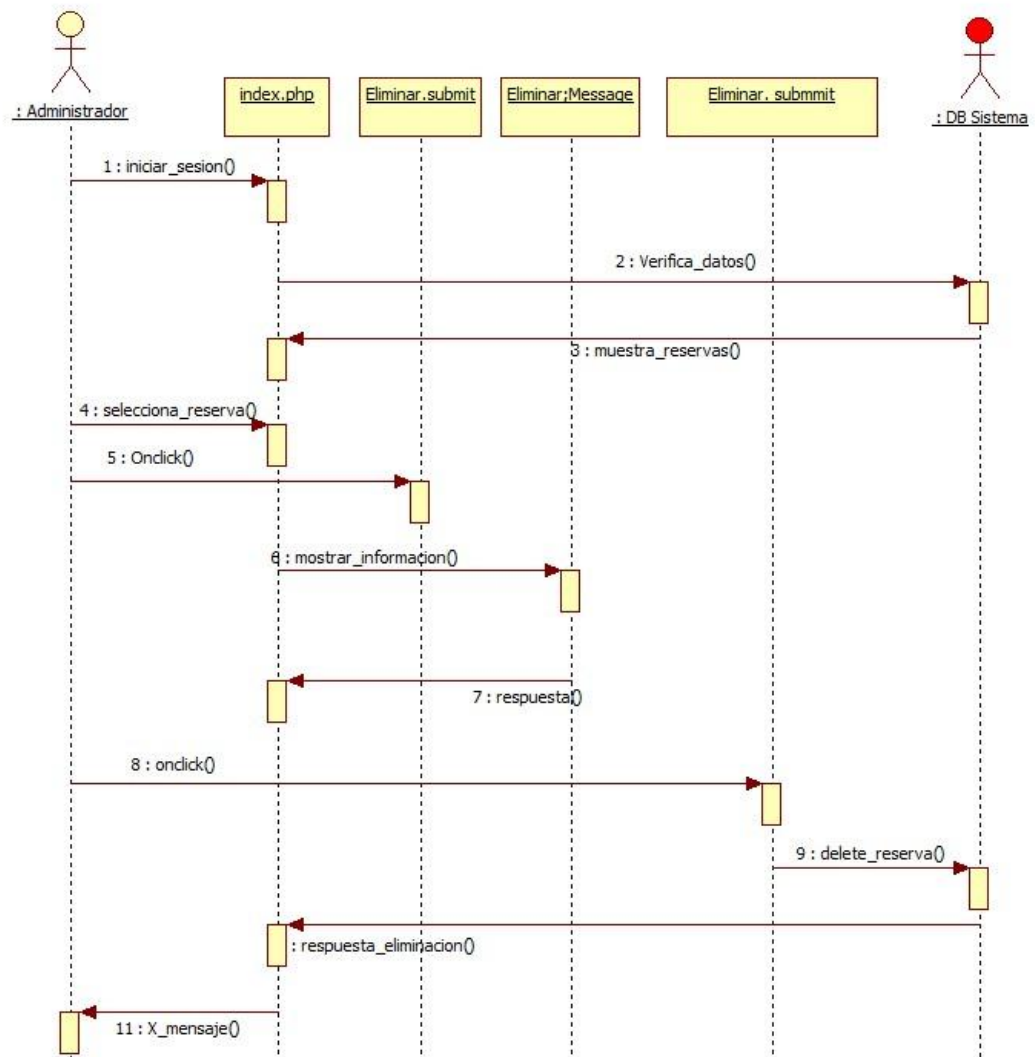 : Administrador
index.php
Eliminar.submit
Eliminar;Message
Eliminar. submmit
: DB Sistema
1 : iniciar_sesion()
2 : Verifica_datos()
3 : muestra_reservas()
4 : selecciona_reserva()
5 : Onclick()
6 : mostrar_informacion()
7 : respuesta()
8 : onclick()
9 : delete_reserva()
: respuesta_eliminacion()
11 : X_mensaje()